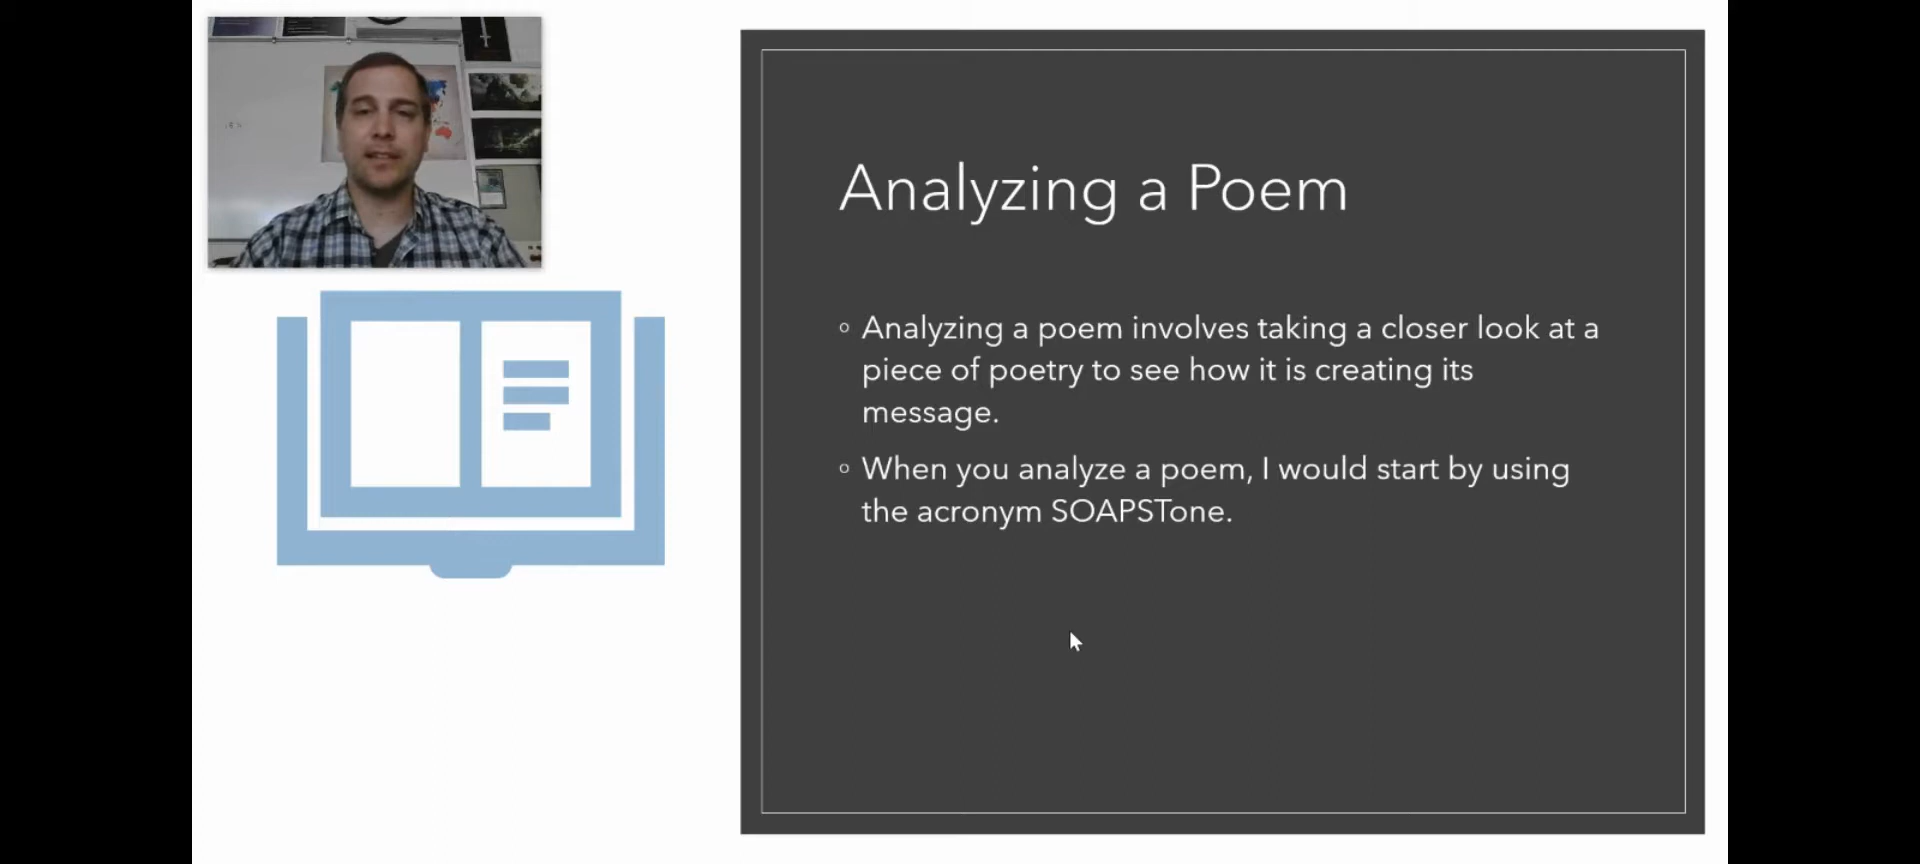 Analyzing a Poem
Analyzing a poem involves taking a closer look at a
piece of poetry to see how it is creating its
message.
When you analyze a poem, I would start by using
the acronym SOAPSTone.